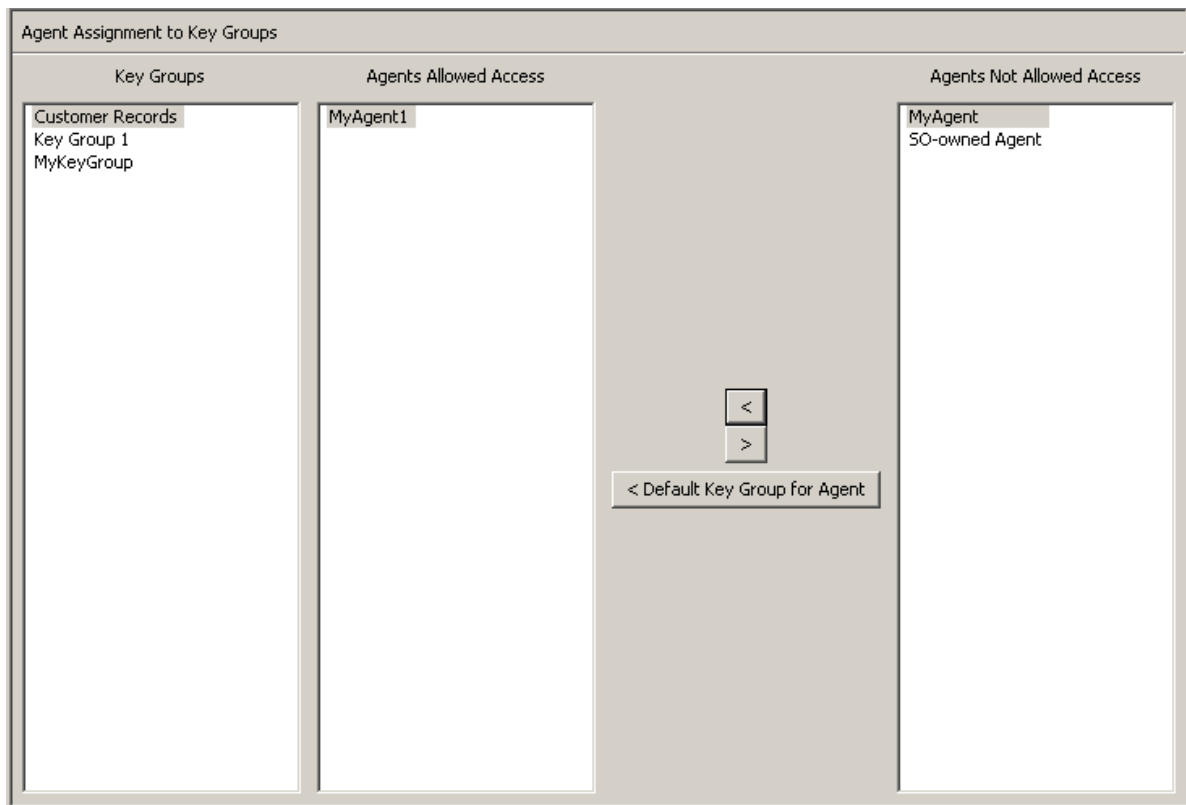 Agent Assignment to Key Groups
Key Groups
Agents Allowed Access
Agents Not Allowed Access
Customer Records
Key Group 1
MyKeyGroup
MyAgent1
MyAgent
SO-owned Agent
<
>
< Default Key Group for Agent